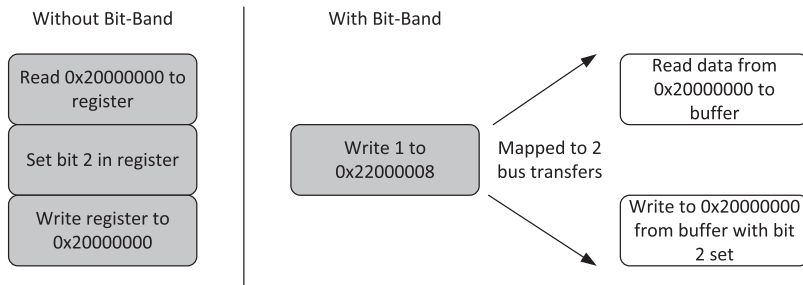 Without Bit-Band
With Bit-Band
Read 0x20000000 to
register
Set bit 2 in register
Write register to
0x20000000
Write 1 to
0x22000008
Mapped to 2
bus transfers
Read data from
0x20000000 to
buffer
Write to 0x20000000
from buffer with bit
2 set